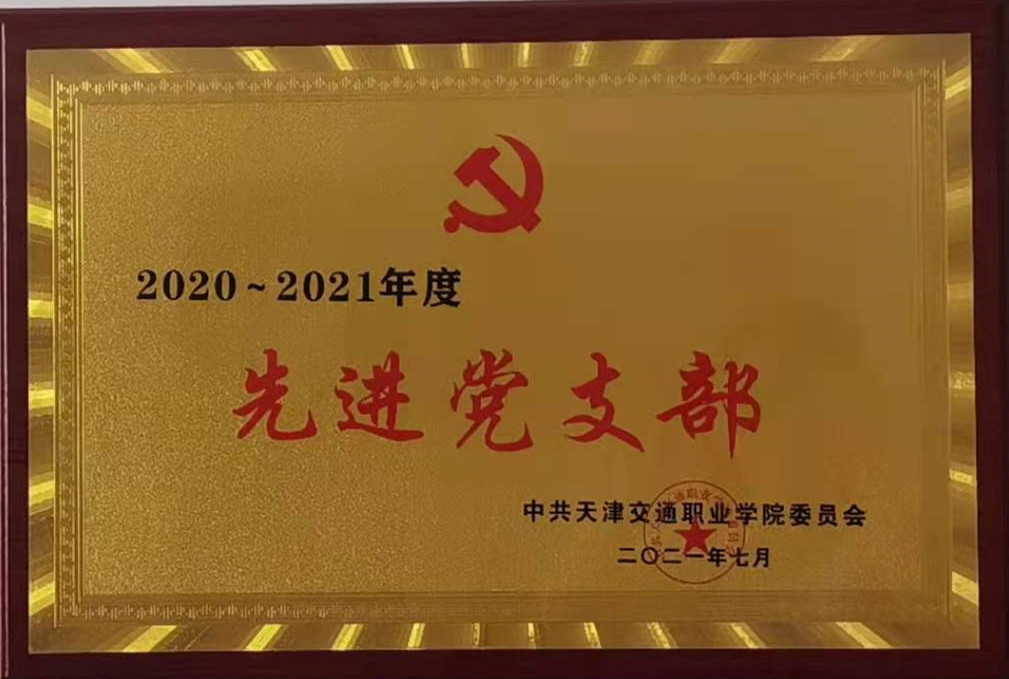 2020~2021年度
先进党支部
中共天津交通职业学院委员会
二〇二一年七月